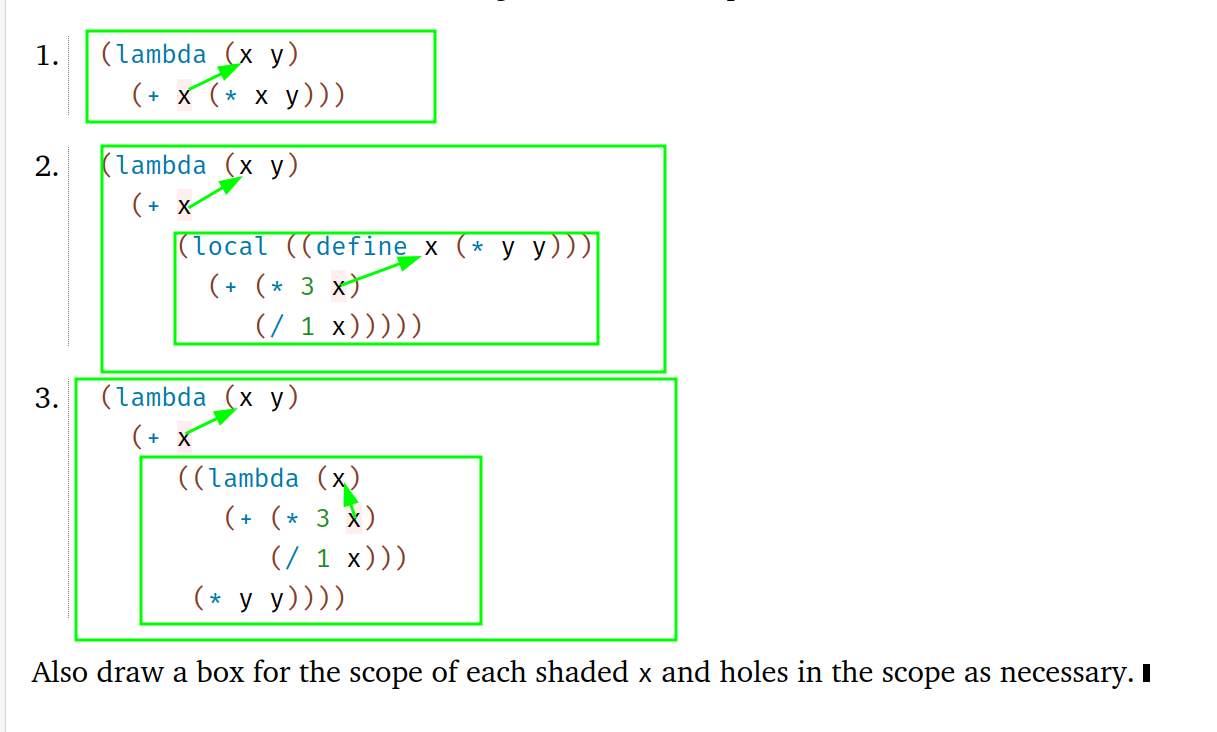 1. (lambda (x y)
(+ x (* x y)))
2. (lambda (x y)
(+ x
(local ((define x (* y y)))
(+ (* 3 x)
(/ 1 x)))))
3. (lambda (x y)
(+ x
((lambda (x)
(+ (* 3 x)
(/ 1 x)))
(* y y))))
Also draw a box for the scope of each shaded x and holes in the scope as necessary.